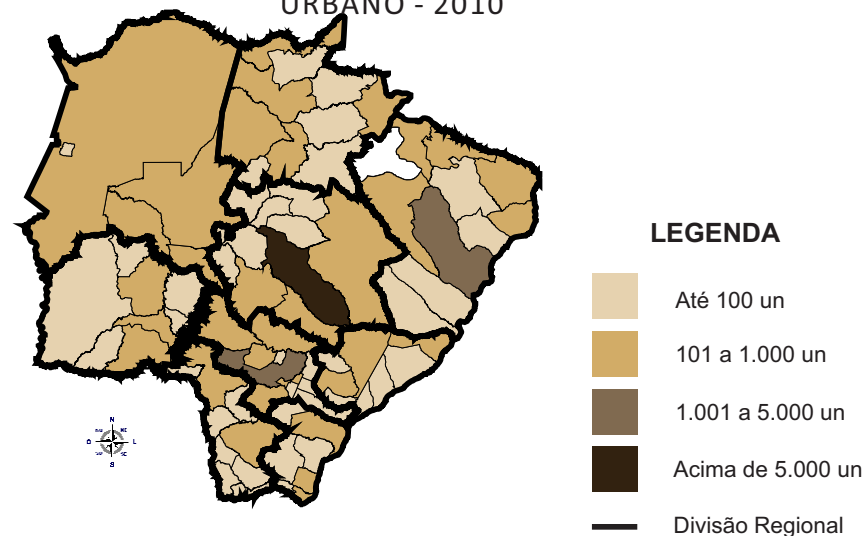 URBANO - 2010
LEGENDA
Até 100 un
101 a 1.000 un
1.001 a 5.000 un
Acima de 5.000 un
Divisão Regional
N
O
L
S